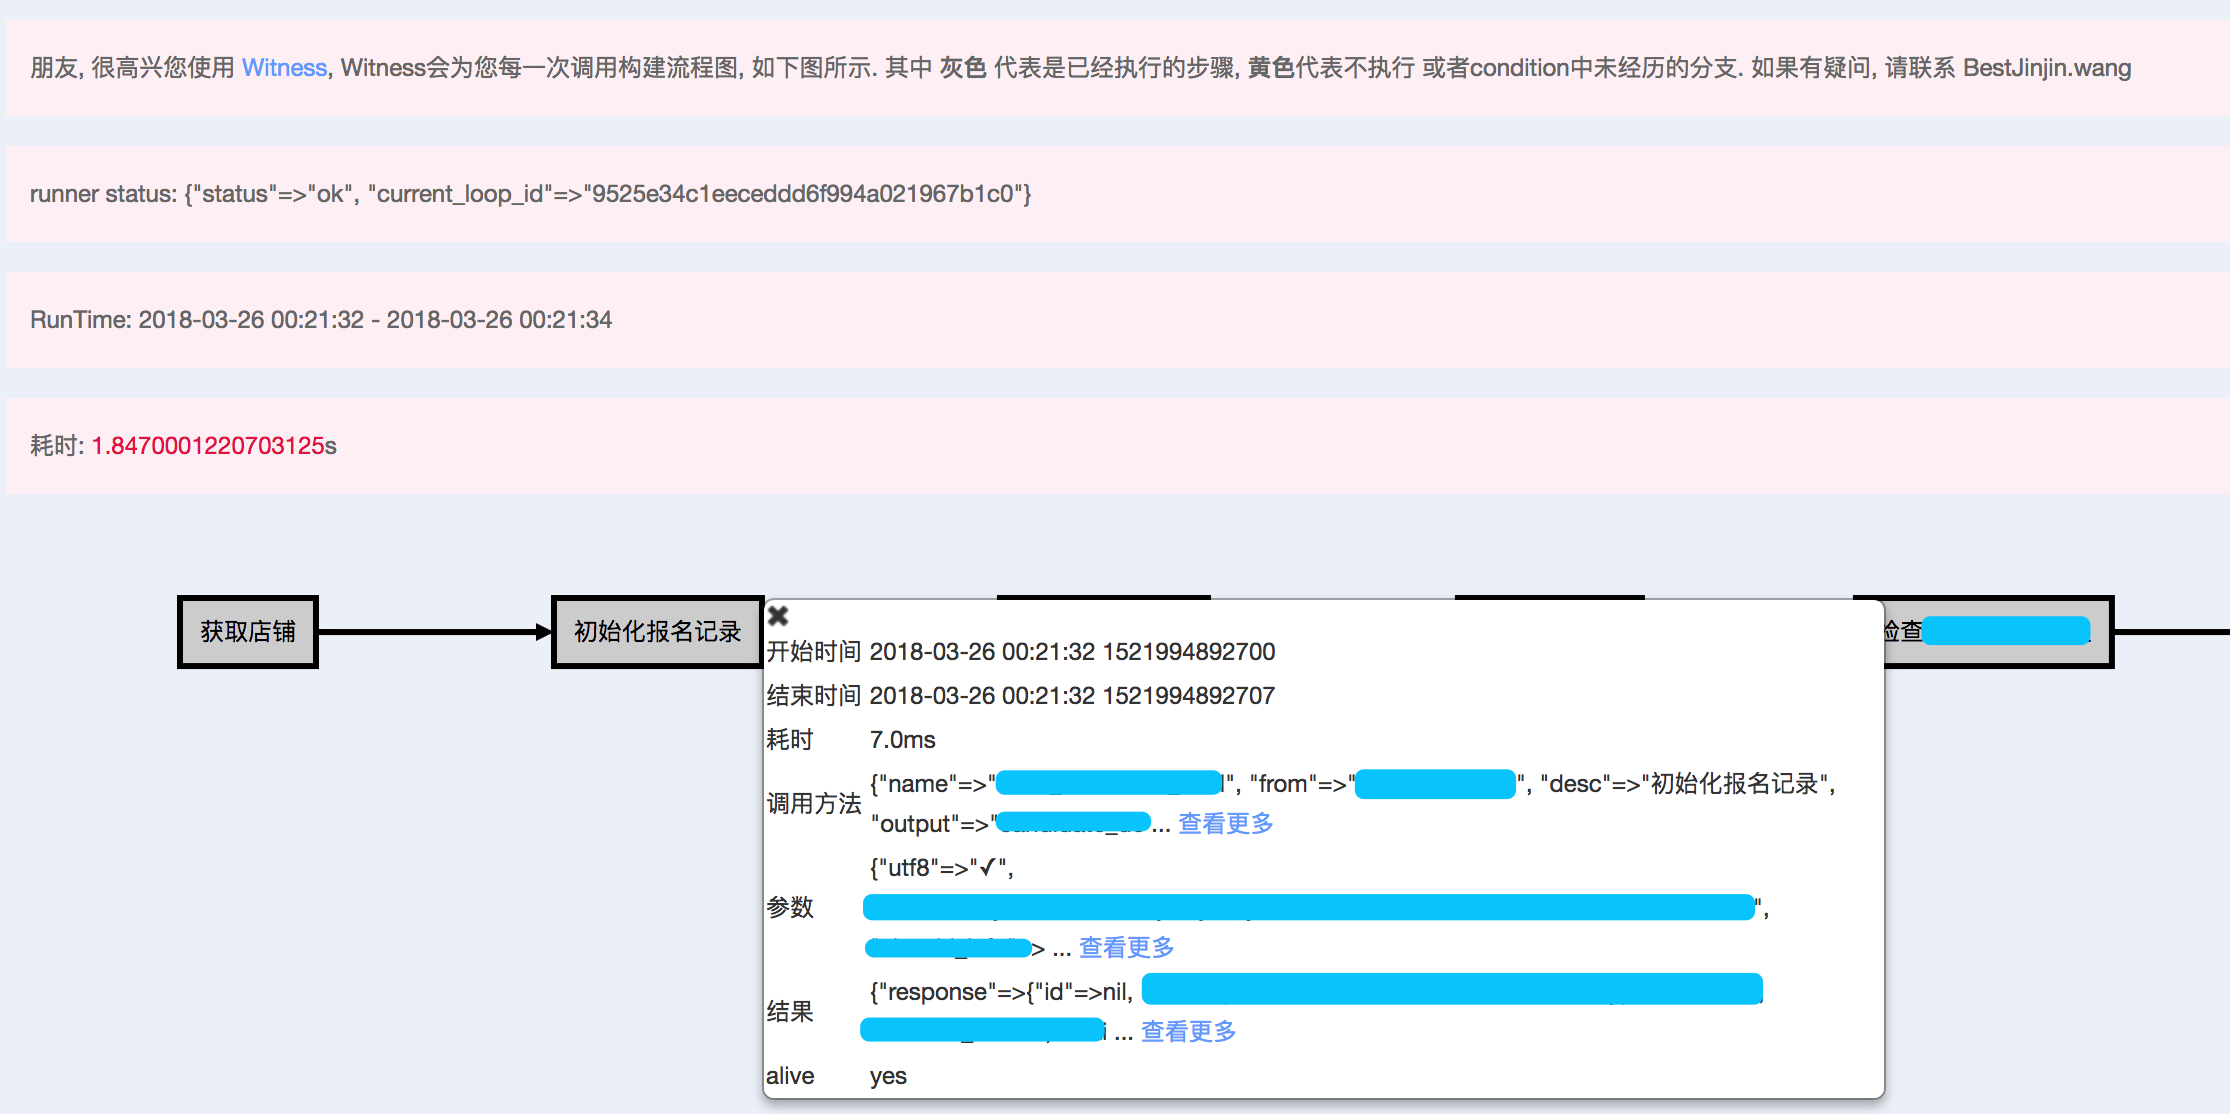 朋友, 很高兴您使用 Witness, Witness会为您每一次调用构建流程图, 如下图所示. 其中 灰色 代表是已经执行的步骤, 黄色代表不执行 或者condition中未经历的分支. 如果有疑问, 请联系 BestJinjin.wang
runner status: {"status"=>"ok", "current_loop_id"=>"9525e34c1eeceddd6f994a021967b1c0"}
RunTime: 2018-03-26 00:21:32 - 2018-03-26 00:21:34
耗时: 1.8470001220703125s
获取店铺
初始化报名记录
检查
开始时间 2018-03-26 00:21:32 1521994892700
结束时间 2018-03-26 00:21:32 1521994892707
耗时 7.0ms
调用方法 {"name"=>" ", "from"=>" ", "desc"=>"初始化报名记录",
"output"=>" ... 查看更多
参数 {"utf8"=>"✓",
",
> ... 查看更多
结果 {"response"=>{"id"=>nil,
... 查看更多
alive yes